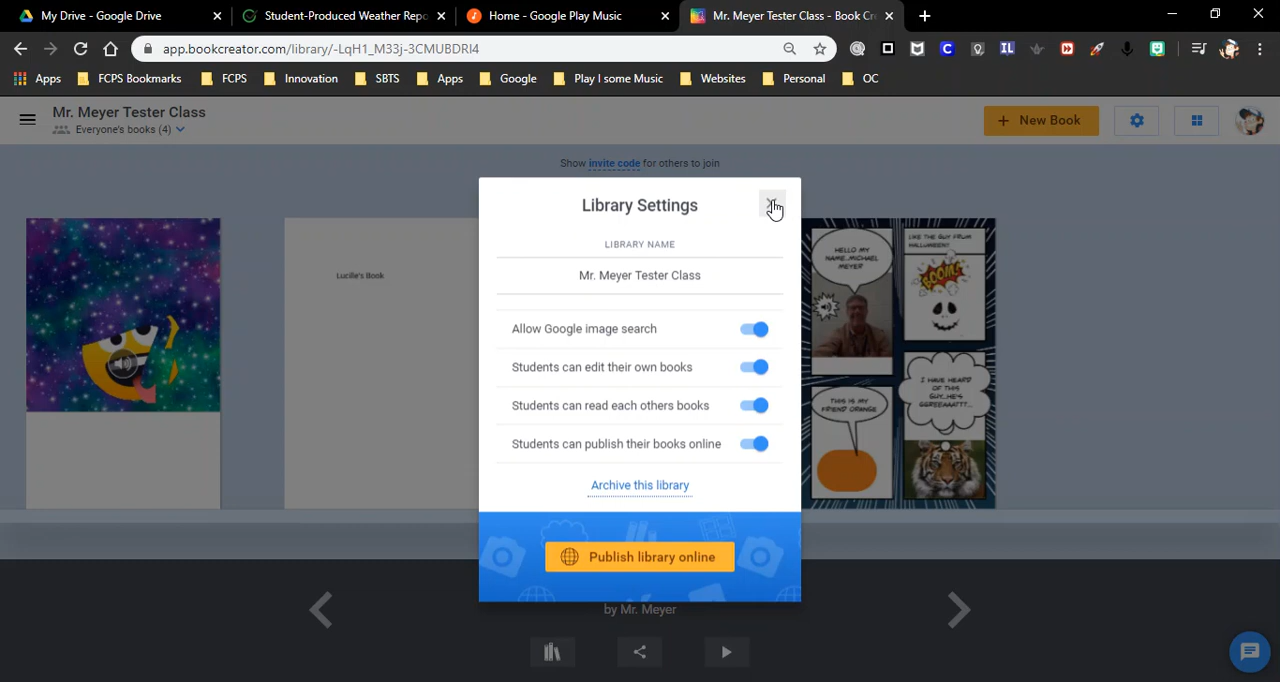 My Drive - Google Drive
Student-Produced Weather Repo
Home - Google Play Music
Mr. Meyer Tester Class - Book Cr
app.bookcreator.com/library/-LqH1_M33j-3CMUBDRI4
Apps
FCPS Bookmarks
FCPS
Innovation
SBTS
Apps
Google
Play I some Music
Websites
Personal
OC
Mr. Meyer Tester Class
Everyone's books (4)
+ New Book
Show invite code for others to join
Library Settings
LIBRARY NAME
Mr. Meyer Tester Class
Allow Google image search
Students can edit their own books
Students can read each others books
Students can publish their books online
Archive this library
Publish library online
Lucille's Book
HELLO MY
NAME..MICHAEL
MEYER
LIKE THE GUY FROM
HALLOWEEN?
BOOM!
THIS IS MY
FRIEND ORANGE
I HAVE HEARD
OF THIS
GUY..HE'S
GGREEAAATTT...
by Mr. Meyer